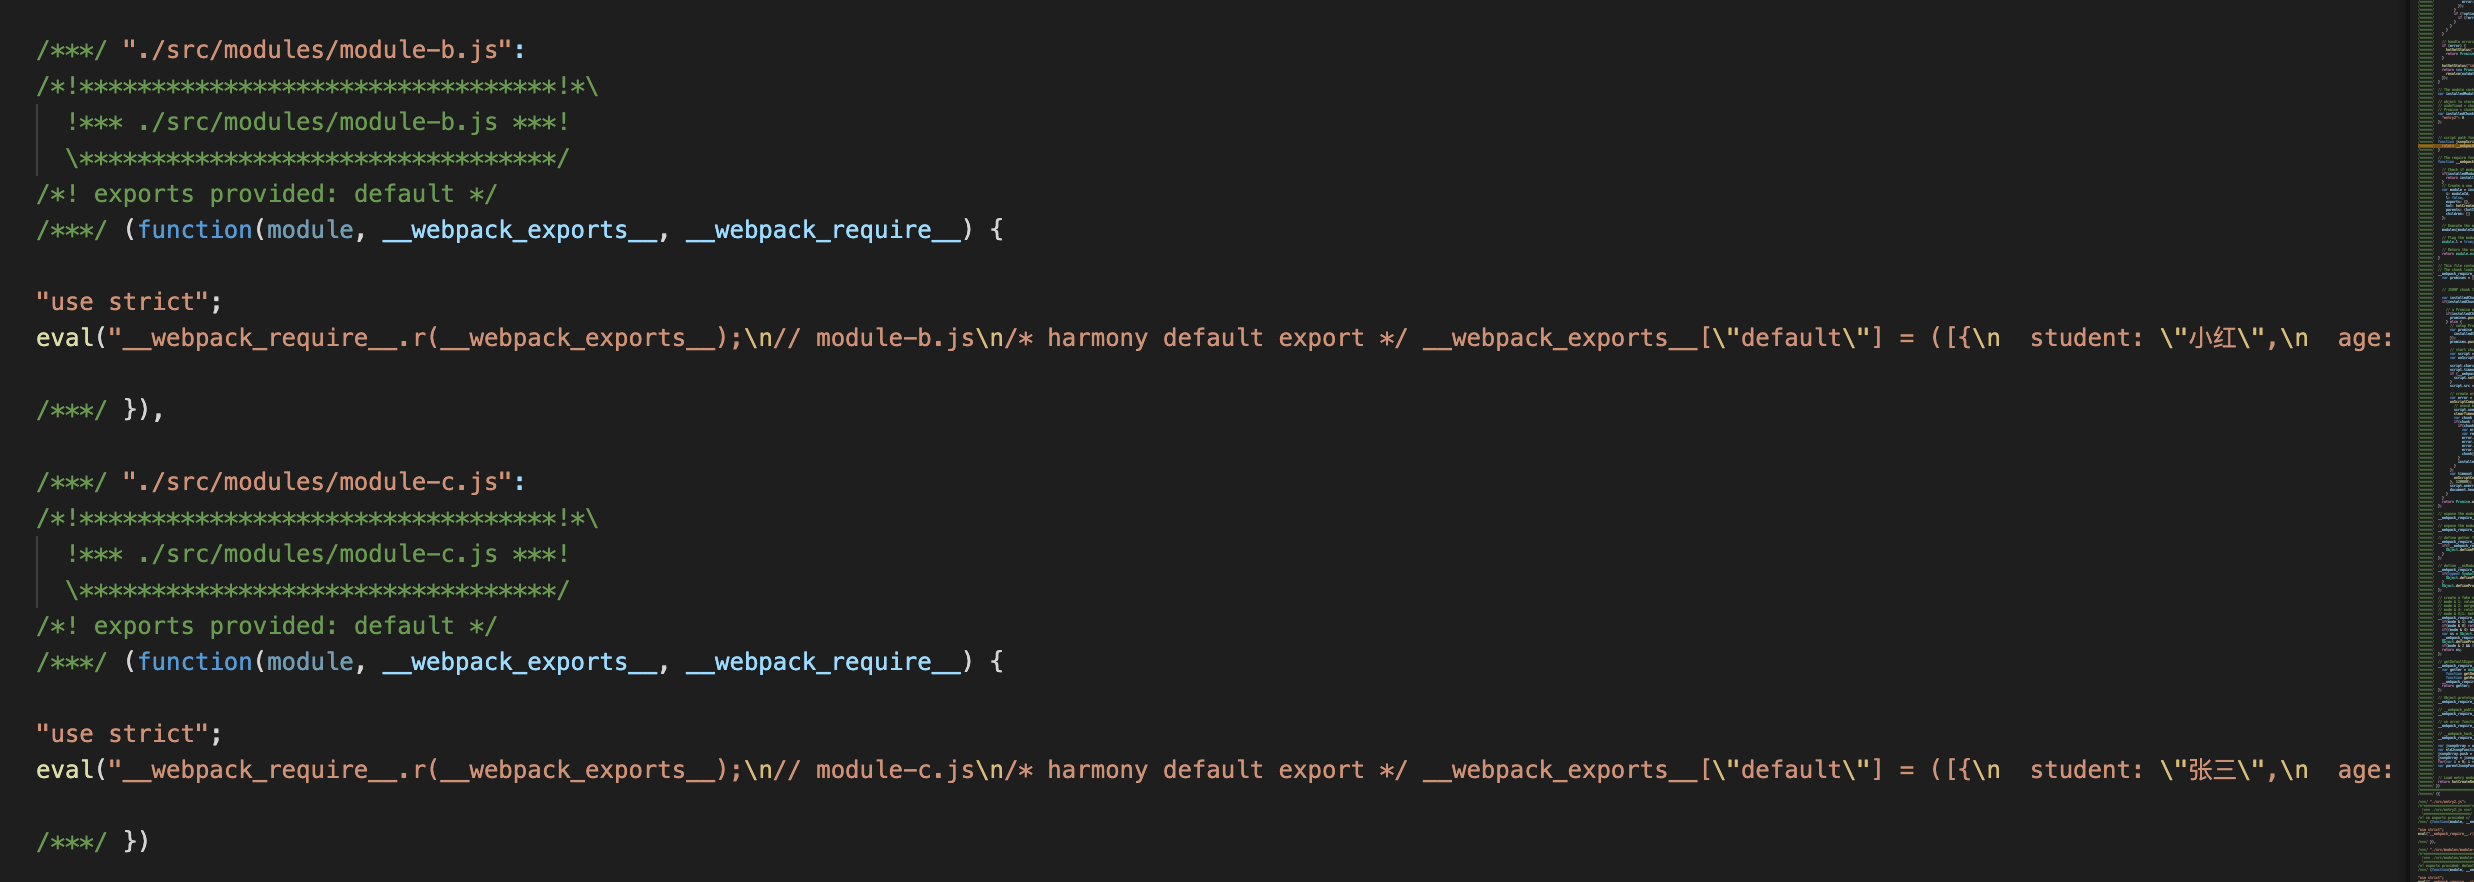 /***/ "./src/modules/module-b.js":
/*!*********************************!*\
  !*** ./src/modules/module-b.js ***!
  \*********************************/
/*! exports provided: default */
/***/ (function(module, __webpack_exports__, __webpack_require__) {
"use strict";
eval("__webpack_require__.r(__webpack_exports__);\n// module-b.js\n/* harmony default export */ __webpack_exports__[\"default\"] = ([{\n  student: \"小红\",\n  age:
/***/ }),
/***/ "./src/modules/module-c.js":
/*!*********************************!*\
  !*** ./src/modules/module-c.js ***!
  \*********************************/
/*! exports provided: default */
/***/ (function(module, __webpack_exports__, __webpack_require__) {
"use strict";
eval("__webpack_require__.r(__webpack_exports__);\n// module-c.js\n/* harmony default export */ __webpack_exports__[\"default\"] = ([{\n  student: \"张三\",\n  age:
/***/ })